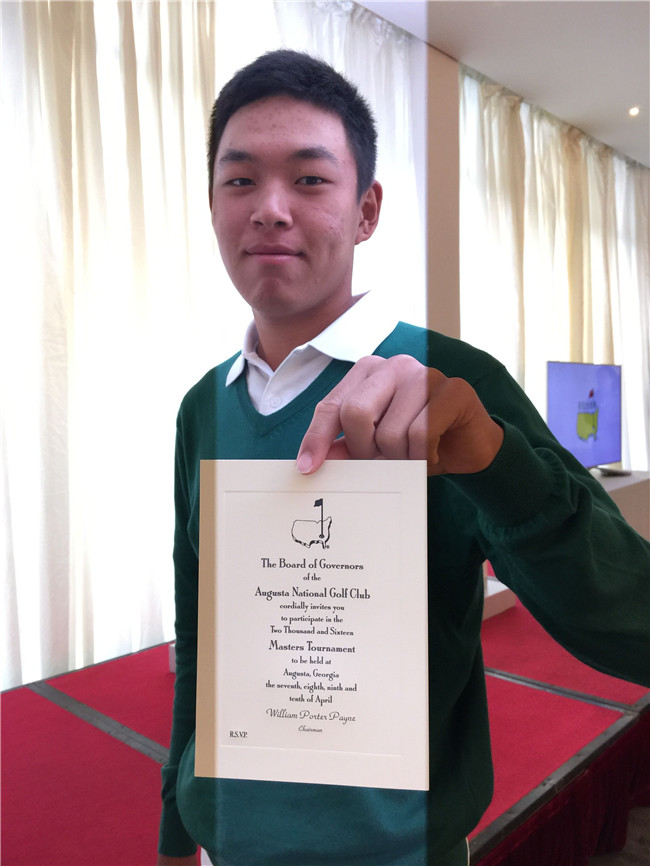 The Board of Governors
of the
Augusta National Golf Club
cordially invites you
to participate in the
Two Thousand and Sixteen
Masters Tournament
to be held at
Augusta, Georgia
the seventh, eighth, ninth and
tenth of April
William Porter Payne
Chairman
R.S.V.P.